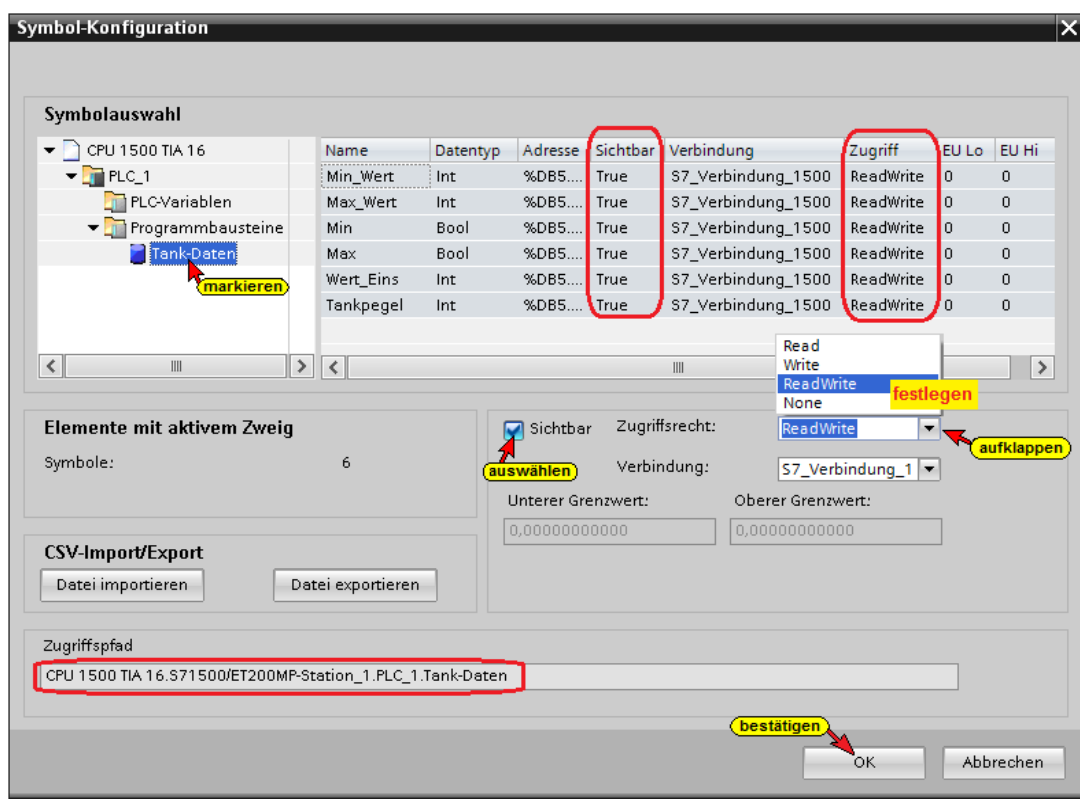 Symbol-Konfiguration
Symbolauswahl
CPU 1500 TIA 16
PLC_1
PLC-Variablen
Programmbausteine
Tank-Daten
markieren
Name Datentyp Adresse Sichtbar Verbindung Zugriff EU Lo EU Hi
Min_Wert Int %DB5.... True S7_Verbindung_1500 ReadWrite 0 0
Max_Wert Int %DB5.... True S7_Verbindung_1500 ReadWrite 0 0
Min Bool %DB5.... True S7_Verbindung_1500 ReadWrite 0 0
Max Bool %DB5.... True S7_Verbindung_1500 ReadWrite 0 0
Wert_Eins Int %DB5.... True S7_Verbindung_1500 ReadWrite 0 0
Tankpegel Int %DB5.... True S7_Verbindung_1500 ReadWrite 0 0
Read
Write
ReadWrite
None
festlegen
Elemente mit aktivem Zweig
Symbole: 6
Sichtbar Zugriffsrecht: ReadWrite
aufklappen
auswählen
Verbindung: S7_Verbindung_1
Unterer Grenzwert: Oberer Grenzwert:
0,00000000000 0,00000000000
CSV-Import/Export
Datei importieren Datei exportieren
Zugriffspfad
CPU 1500 TIA 16.S71500/ET200MP-Station_1.PLC_1.Tank-Daten
bestätigen
OK Abbrechen